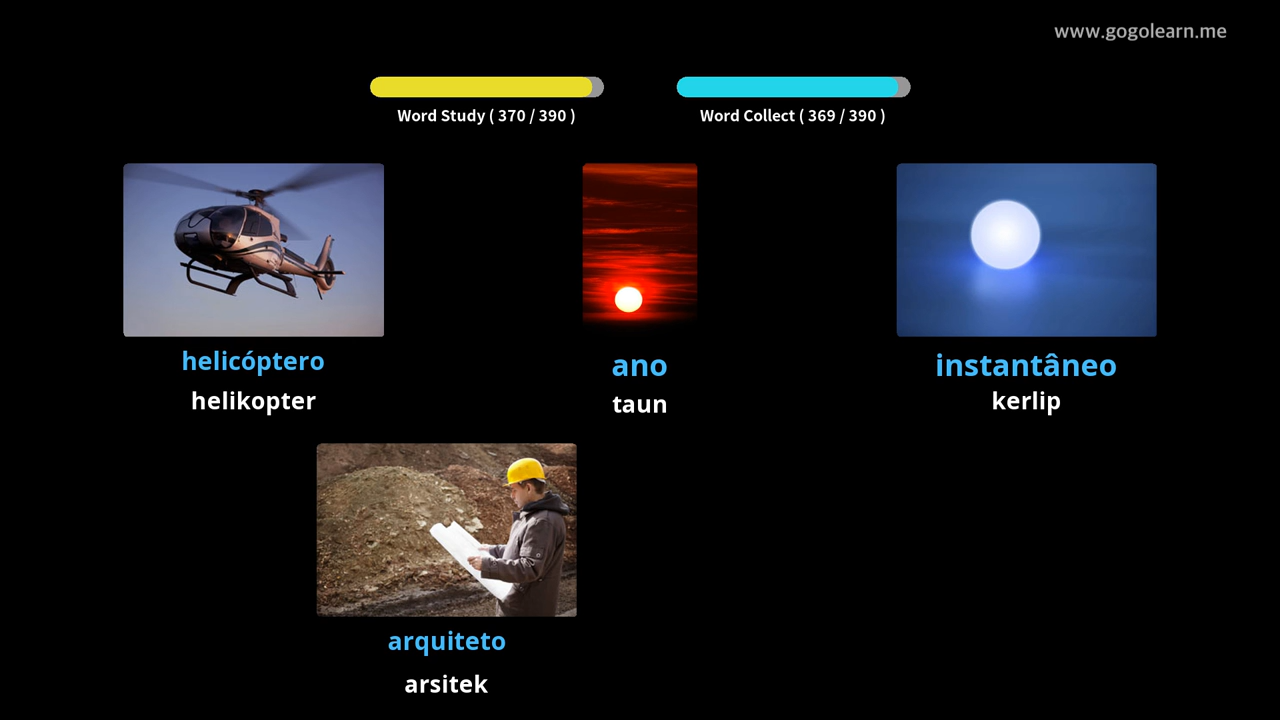 www.gogolearn.me
Word Study ( 370 / 390 )
Word Collect ( 369 / 390 )
helicóptero
helikopter
ano
taun
instantâneo
kerlip
arquiteto
arsitek